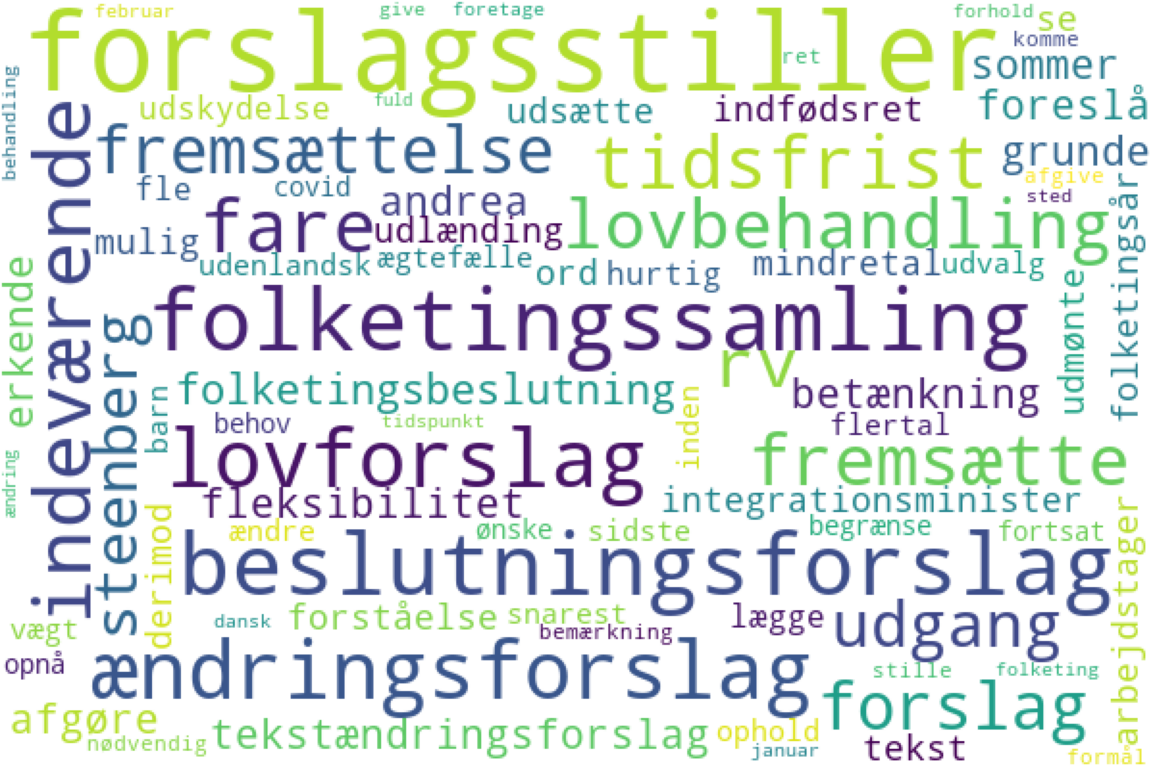 februar
give
foretage
forhold
se
forslagsstiller
komme
ret
sommer
behandling
udskydelse
fuld
udsætte
indfødsret
foreslå
indeværende
fremsættelse
tidsfrist
grunde
fle
covid
andrea
afgive
sted
fare
udlænding
lovbehandling
folketingsår
mulig
udenlandsk
ægtefælle
ord
hurtig
mindretal
udvalg
erkende
udmønte
folketingssamling
steenberg
rv
folketingsbeslutning
betænkning
barn
behov
tidspunkt
inden
flertal
lovforslag
fremsætte
ændring
fleksibilitet
integrationsminister
derimod
ændre
ønske
sidste
begrænse
fortsat
arbejdstager
beslutningsforslag
vægt
dansk
forståelse
snarest
bemærkning
lægge
udgang
opnå
ændringsforslag
stille
folketing
forslag
afgøre
nødvendig
tekstændringsforslag
ophold
januar
tekst
formål